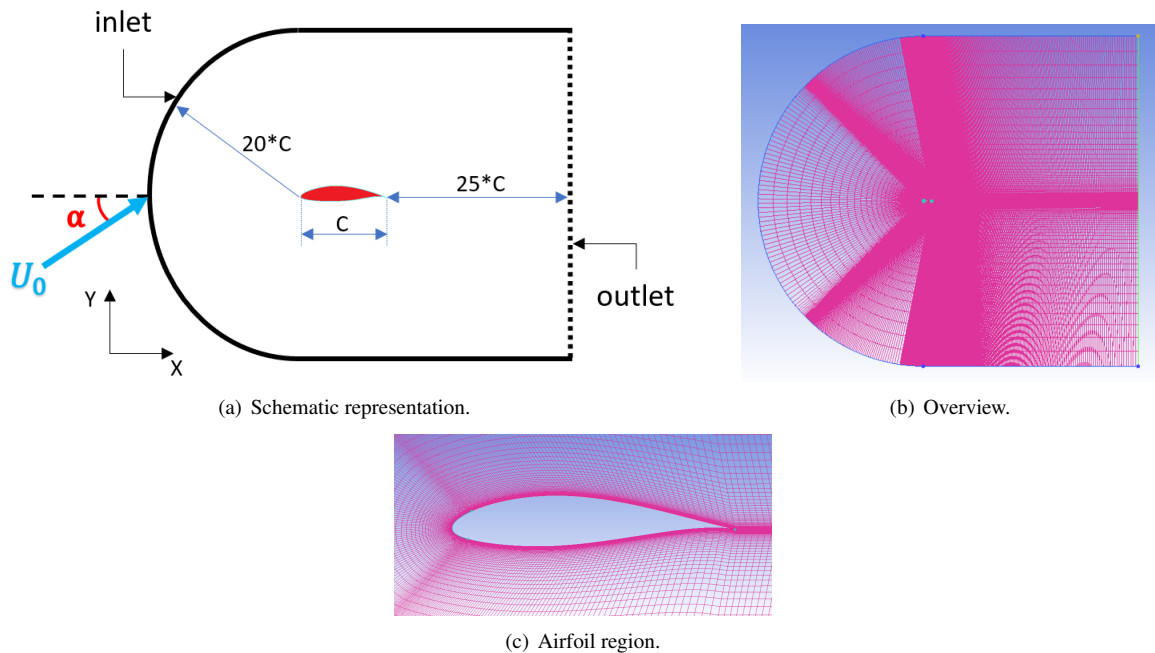 inlet
20*C
25*C
C
α
U₀
Y
X
outlet
(a) Schematic representation.
(b) Overview.
(c) Airfoil region.